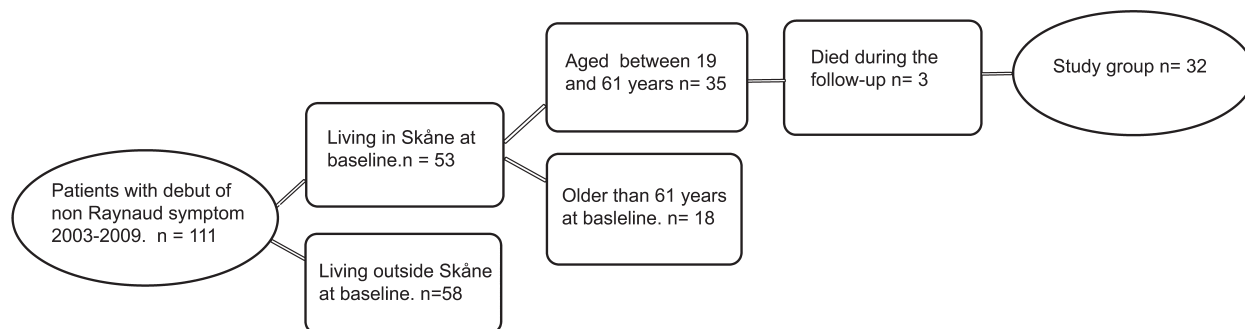 Patients with debut of
non Raynaud symptom
2003-2009.  n = 111
Living in Skåne at
baseline.n = 53
Living outside Skåne
at baseline. n=58
Aged  between 19
and 61 years n= 35
Older than 61 years
at basleline. n= 18
Died during the
follow-up n= 3
Study group n= 32